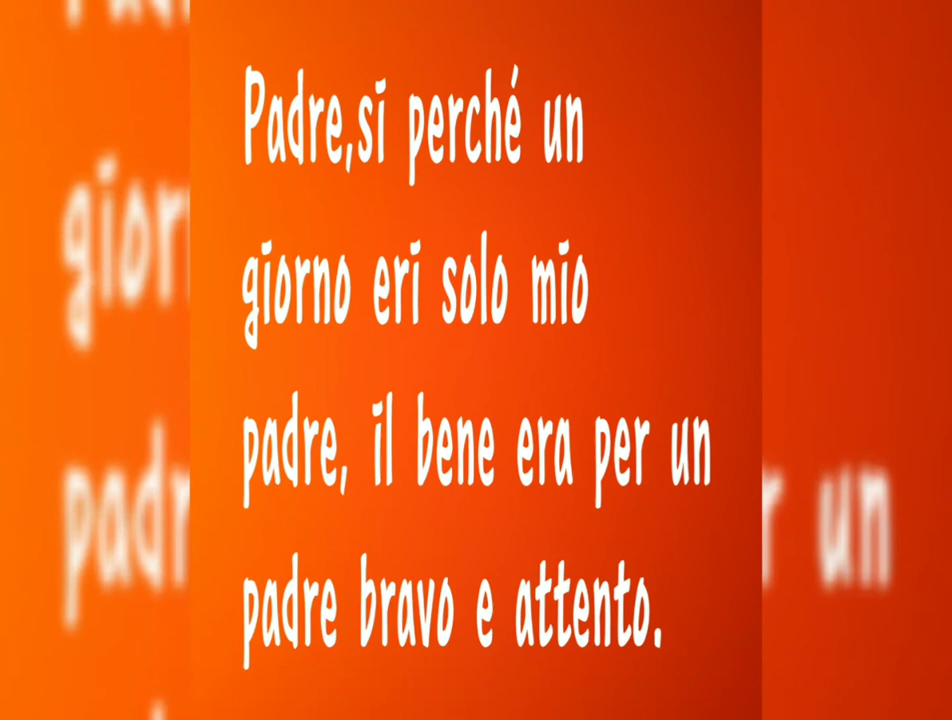 Padre,si perché un
giorno eri solo mio
padre, il bene era per un
padre bravo e attento.